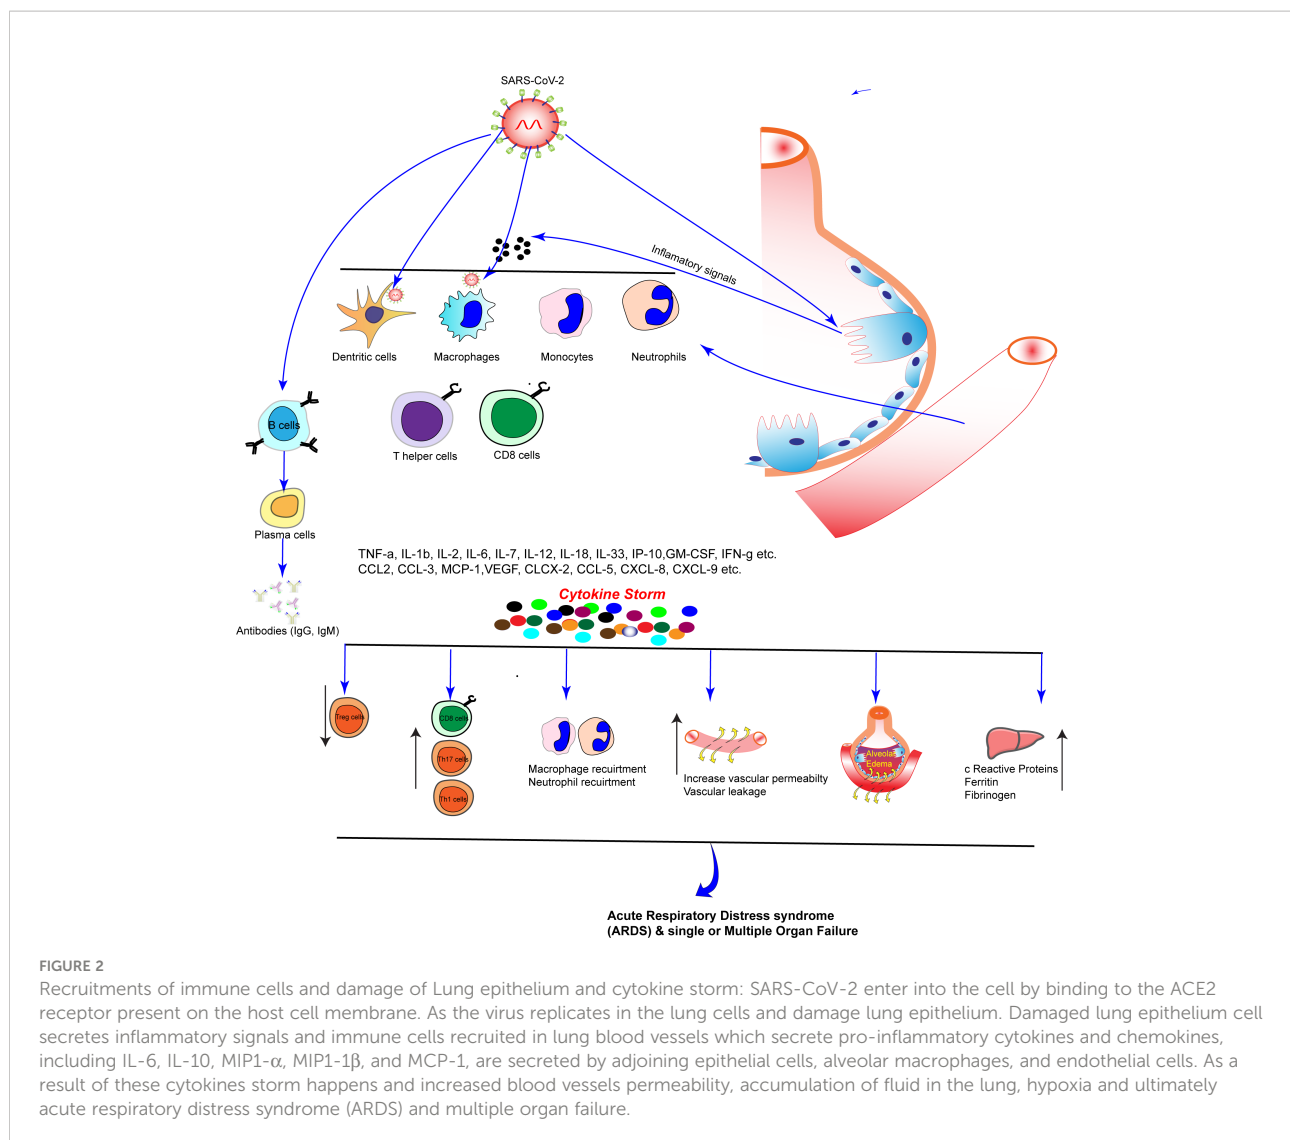 SARS-CoV-2
Inflamatory signals
Dentritic cells
Macrophages
Monocytes
Neutrophils
B cells
T helper cells
CD8 cells
Plasma cells
Antibodies (IgG, IgM)
TNF-a, IL-1b, IL-2, IL-6, IL-7, IL-12, IL-18, IL-33, IP-10,GM-CSF, IFN-g etc.
CCL2, CCL-3, MCP-1,VEGF, CLCX-2, CCL-5, CXCL-8, CXCL-9 etc.
Cytokine Storm
Treg cells
CD8 cells
Th17 cells
Th1 cells
Macrophage recuirtment
Neutrophil recuirtment
Increase vascular permeabilty
Vascular leakage
Alveolar
Edema
c Reactive Proteins
Ferritin
Fibrinogen
Acute Respiratory Distress syndrome
(ARDS) & single or Multiple Organ Failure
FIGURE 2
Recruitments of immune cells and damage of Lung epithelium and cytokine storm: SARS-CoV-2 enter into the cell by binding to the ACE2
receptor present on the host cell membrane. As the virus replicates in the lung cells and damage lung epithelium. Damaged lung epithelium cell
secretes inflammatory signals and immune cells recruited in lung blood vessels which secrete pro-inflammatory cytokines and chemokines,
including IL-6, IL-10, MIP1-α, MIP1-1β, and MCP-1, are secreted by adjoining epithelial cells, alveolar macrophages, and endothelial cells. As a
result of these cytokines storm happens and increased blood vessels permeability, accumulation of fluid in the lung, hypoxia and ultimately
acute respiratory distress syndrome (ARDS) and multiple organ failure.